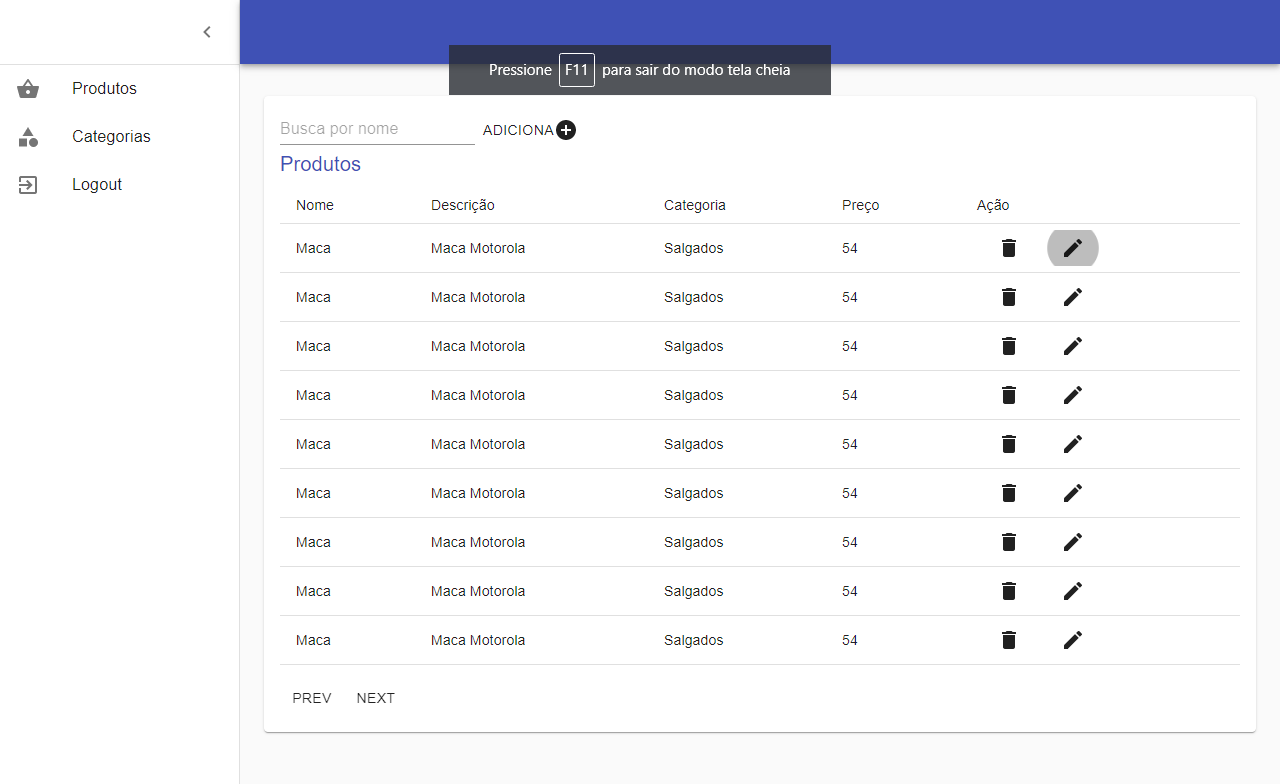 Pressione F11 para sair do modo tela cheia
Produtos
Categorias
Logout
Busca por nome
ADICIONA
Produtos
Nome Descrição Categoria Preço Ação
Maca Maca Motorola Salgados 54
Maca Maca Motorola Salgados 54
Maca Maca Motorola Salgados 54
Maca Maca Motorola Salgados 54
Maca Maca Motorola Salgados 54
Maca Maca Motorola Salgados 54
Maca Maca Motorola Salgados 54
Maca Maca Motorola Salgados 54
Maca Maca Motorola Salgados 54
PREV NEXT